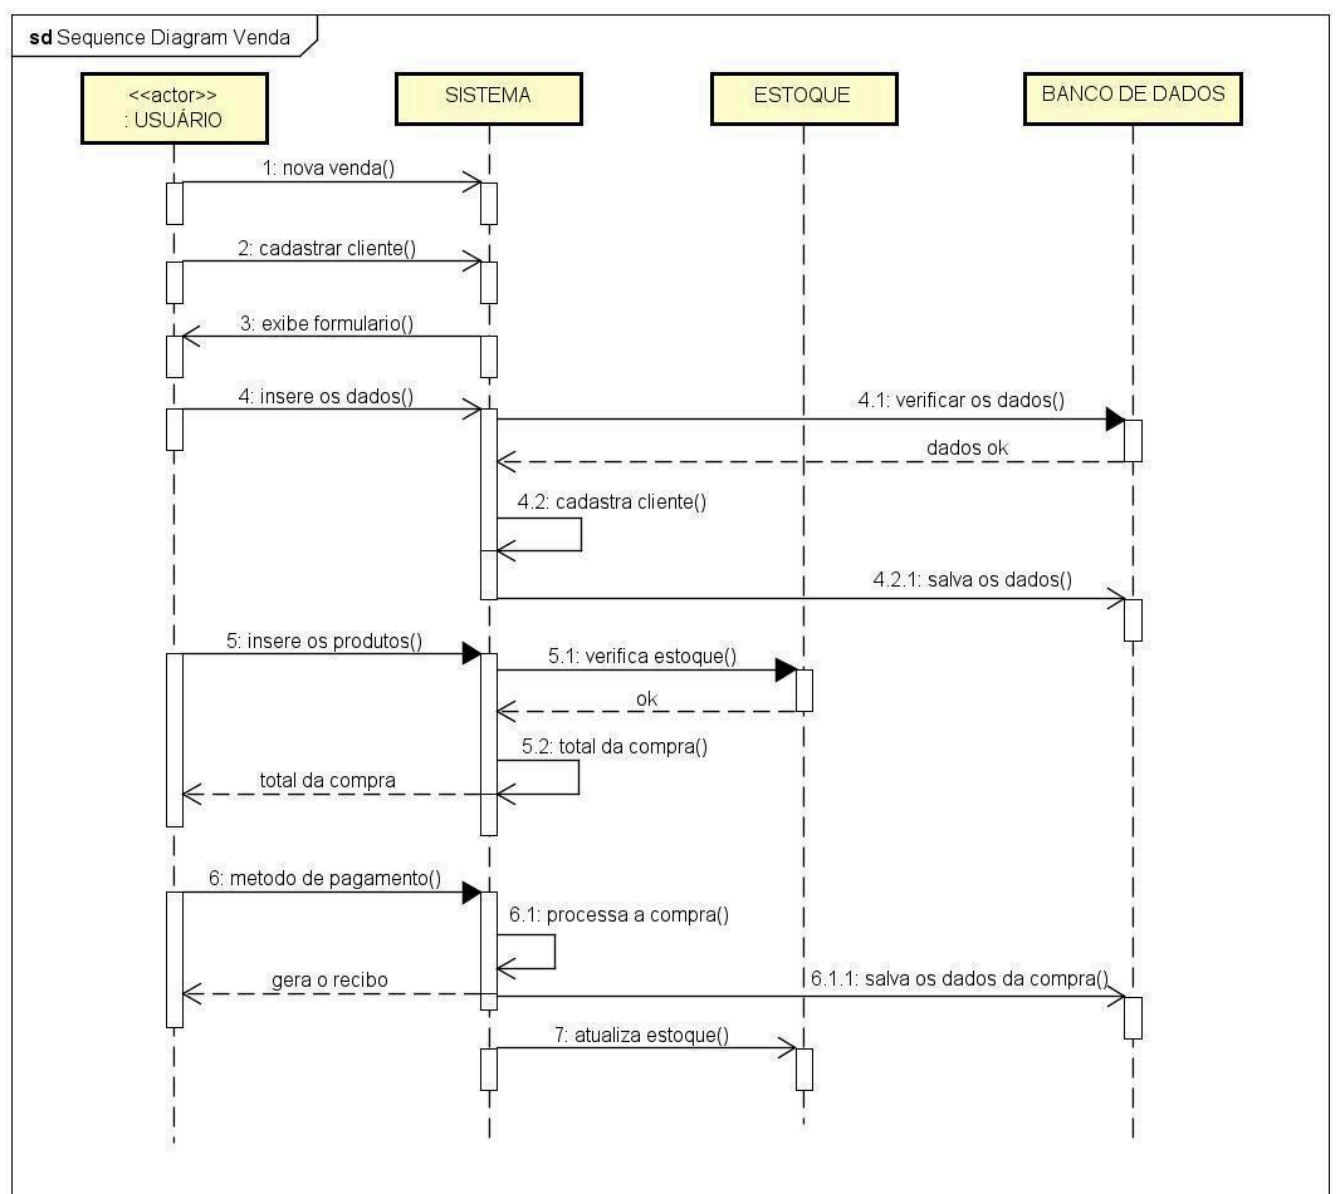 sd Sequence Diagram Venda
<<actor>>
: USUÁRIO
SISTEMA
ESTOQUE
BANCO DE DADOS
1: nova venda()
2: cadastrar cliente()
3: exibe formulario()
4: insere os dados()
4.1: verificar os dados()
dados ok
4.2: cadastra cliente()
4.2.1: salva os dados()
5: insere os produtos()
5.1: verifica estoque()
ok
5.2: total da compra()
total da compra
6: metodo de pagamento()
6.1: processa a compra()
gera o recibo
6.1.1: salva os dados da compra()
7: atualiza estoque()